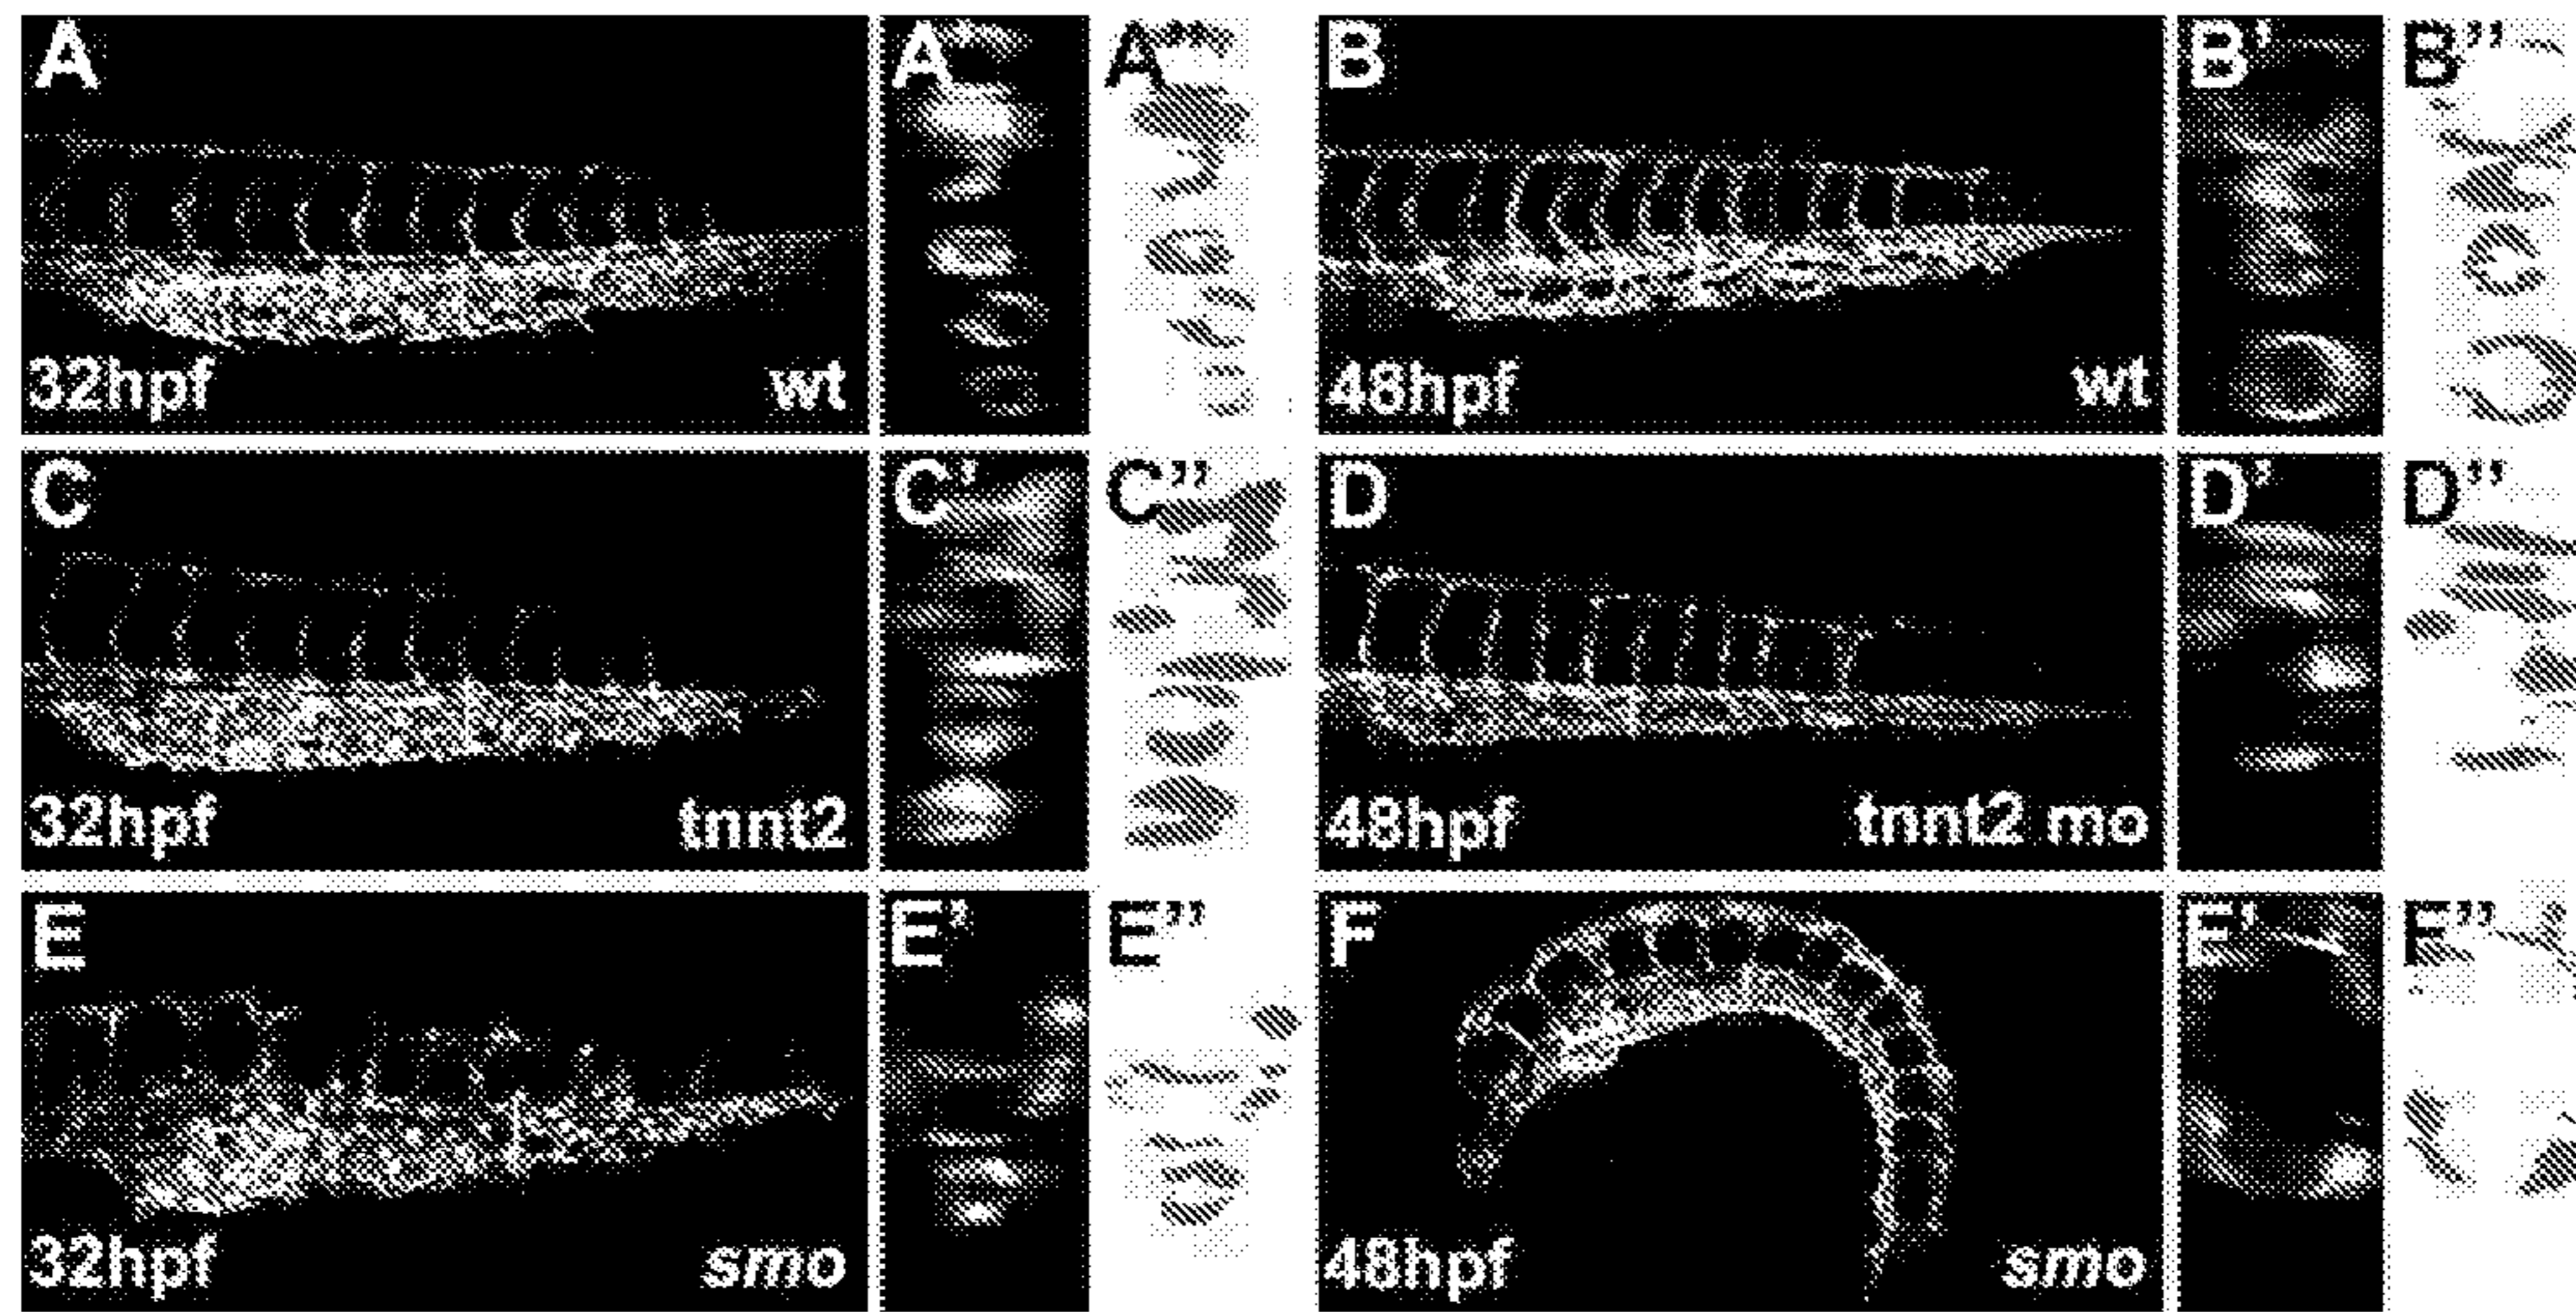 A A' A” B B' B”
32hpf wt 48hpf wt
C C' C” D D' D”
32hpf tnnt2 48hpf tnnt2 mo
E E' E” F F' F”
32hpf smo 48hpf smo